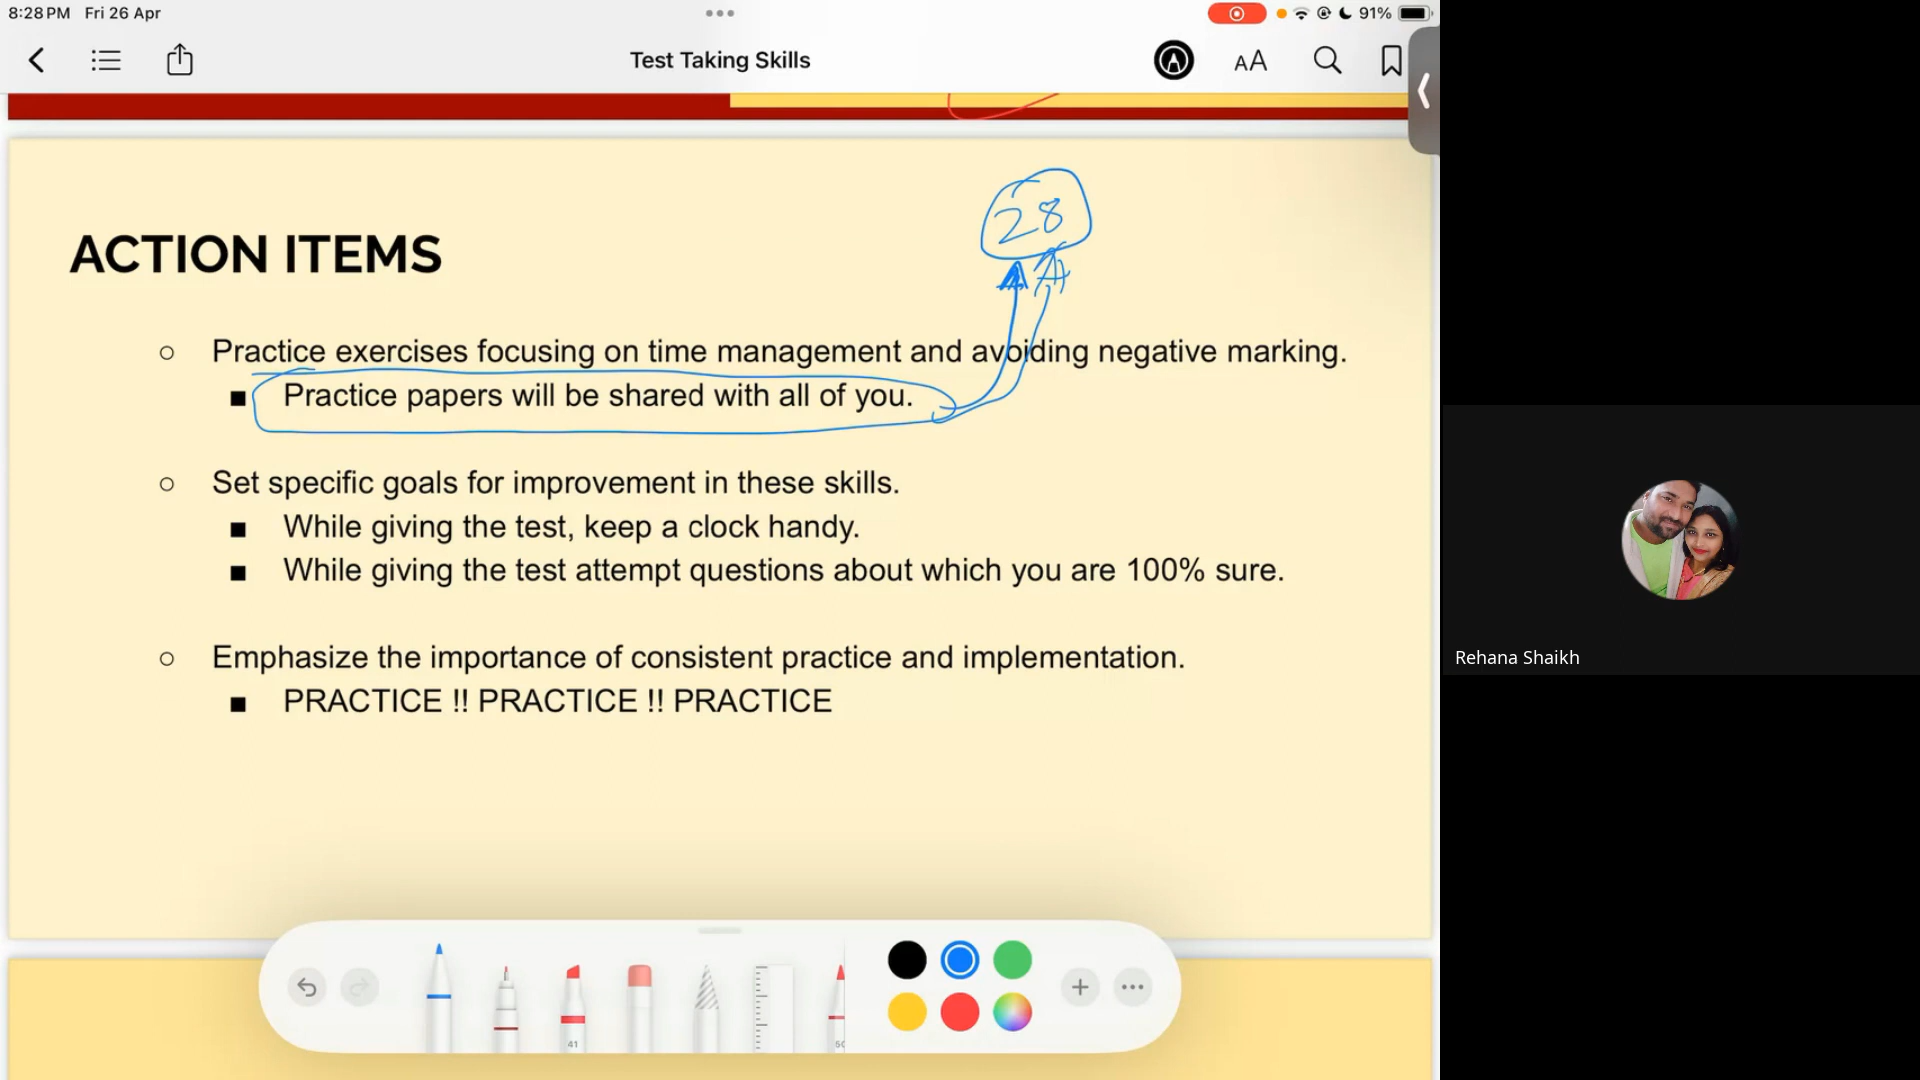 8:28 PM Fri 26 Apr
91%
Test Taking Skills
AA
28
ACTION ITEMS
○ Practice exercises focusing on time management and avoiding negative marking.
■ Practice papers will be shared with all of you.
○ Set specific goals for improvement in these skills.
■ While giving the test, keep a clock handy.
■ While giving the test attempt questions about which you are 100% sure.
○ Emphasize the importance of consistent practice and implementation.
■ PRACTICE !! PRACTICE !! PRACTICE
Rehana Shaikh
41